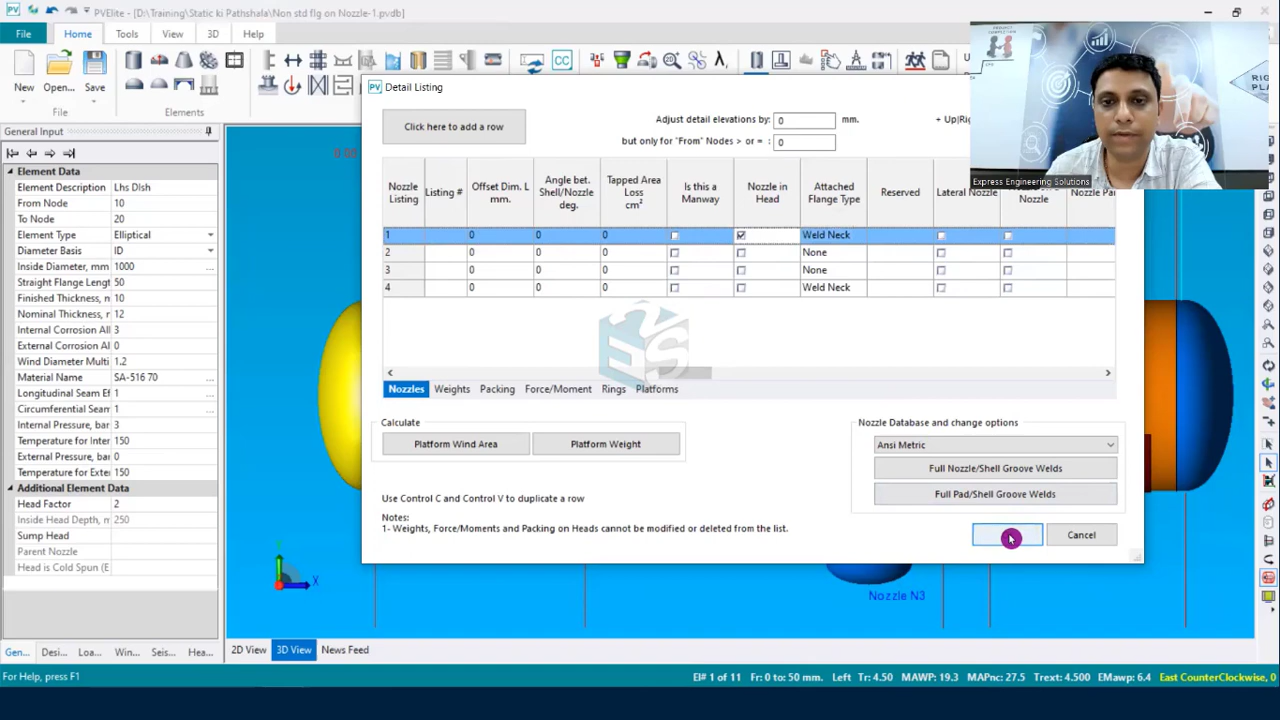 PVElite - [D:\Training\Static ki Pathshala\Non std flg on Nozzle-1.pvdb]
File Home Tools View 3D Help
New Open... Save
File Elements
General Input
Element Data
Element Description Lhs Dlsh
From Node 10
To Node 20
Element Type Elliptical
Diameter Basis ID
Inside Diameter, mm 1000
Straight Flange Length 50
Finished Thickness, m 10
Nominal Thickness, m 12
Internal Corrosion All 3
External Corrosion All 0
Wind Diameter Multi 1.2
Material Name SA-516 70 ...
Longitudinal Seam Ef 1 ...
Circumferential Seam 1 ...
Internal Pressure, bar 3
Temperature for Inter 150
External Pressure, ba 0
Temperature for Exter 150
Additional Element Data
Head Factor 2
Inside Head Depth, m 250
Sump Head
Parent Nozzle
Head is Cold Spun (E
Gen... Desi... Loa... Win... Seis... Hea...
Detail Listing
Click here to add a row
Adjust detail elevations by: 0 mm.
but only for "From" Nodes > or = : 0
Nozzle Listing Listing # Offset Dim. L mm. Angle bet. Shell/Nozzle deg. Tapped Area Loss cm² Is this a Manway Nozzle in Head Attached Flange Type Reserved Lateral Nozzle Nozzle
1 0 0 0 Weld Neck
2 0 0 0 None
3 0 0 0 None
4 0 0 0 Weld Neck
Nozzles Weights Packing Force/Moment Rings Platforms
Calculate
Platform Wind Area Platform Weight
Nozzle Database and change options
Ansi Metric
Full Nozzle/Shell Groove Welds
Full Pad/Shell Groove Welds
Use Control C and Control V to duplicate a row
Notes:
1- Weights, Force/Moments and Packing on Heads cannot be modified or deleted from the list.
Cancel
Nozzle N3
X
2D View 3D View News Feed
For Help, press F1
El# 1 of 11 Fr: 0 to: 50 mm. Left Tr: 4.50 MAWP: 19.3 MAPnc: 27.5 Trext: 4.500 EMawp: 6.4 East CounterClockwise, 0
Express Engineering Solutions